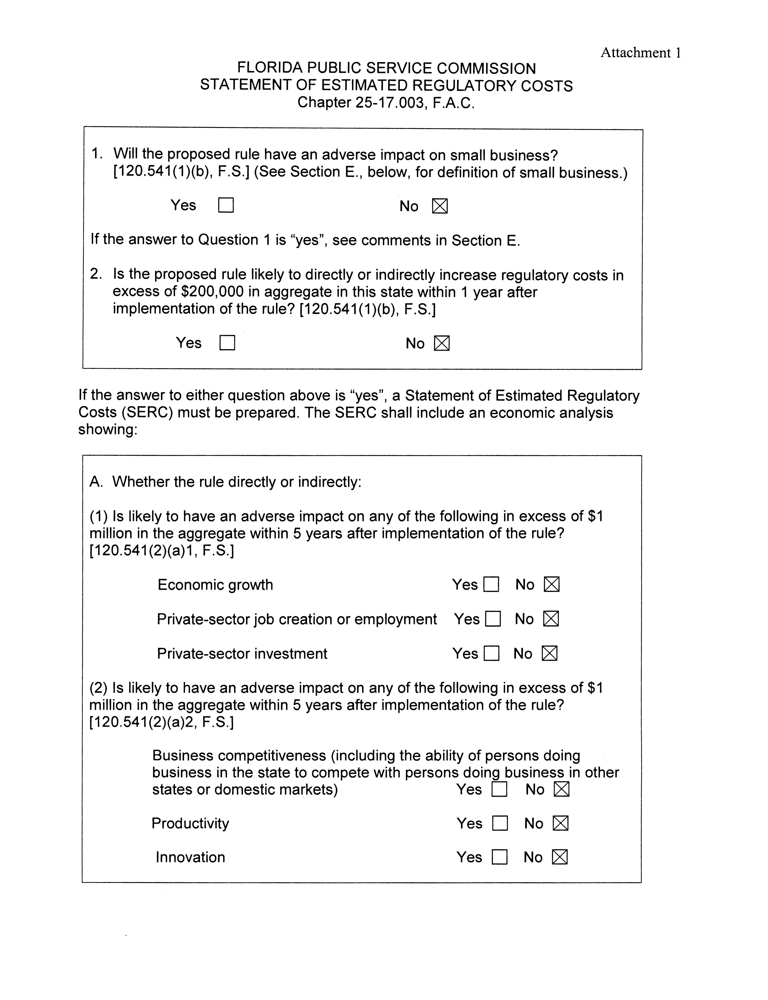 Attachment 1
FLORIDA PUBLIC SERVICE COMMISSION
STATEMENT OF ESTIMATED REGULATORY COSTS
Chapter 25-17.003, F.A.C.
1. Will the proposed rule have an adverse impact on small business?
[120.541(1)(b), F.S.] (See Section E., below, for definition of small business.)
Yes ☐ No ☒
If the answer to Question 1 is “yes”, see comments in Section E.
2. Is the proposed rule likely to directly or indirectly increase regulatory costs in
excess of $200,000 in aggregate in this state within 1 year after
implementation of the rule? [120.541(1)(b), F.S.]
Yes ☐ No ☒
If the answer to either question above is “yes”, a Statement of Estimated Regulatory
Costs (SERC) must be prepared. The SERC shall include an economic analysis
showing:
A. Whether the rule directly or indirectly:
(1) Is likely to have an adverse impact on any of the following in excess of $1
million in the aggregate within 5 years after implementation of the rule?
[120.541(2)(a)1, F.S.]
Economic growth Yes ☐ No ☒
Private-sector job creation or employment Yes ☐ No ☒
Private-sector investment Yes ☐ No ☒
(2) Is likely to have an adverse impact on any of the following in excess of $1
million in the aggregate within 5 years after implementation of the rule?
[120.541(2)(a)2, F.S.]
Business competitiveness (including the ability of persons doing
business in the state to compete with persons doing business in other
states or domestic markets) Yes ☐ No ☒
Productivity Yes ☐ No ☒
Innovation Yes ☐ No ☒